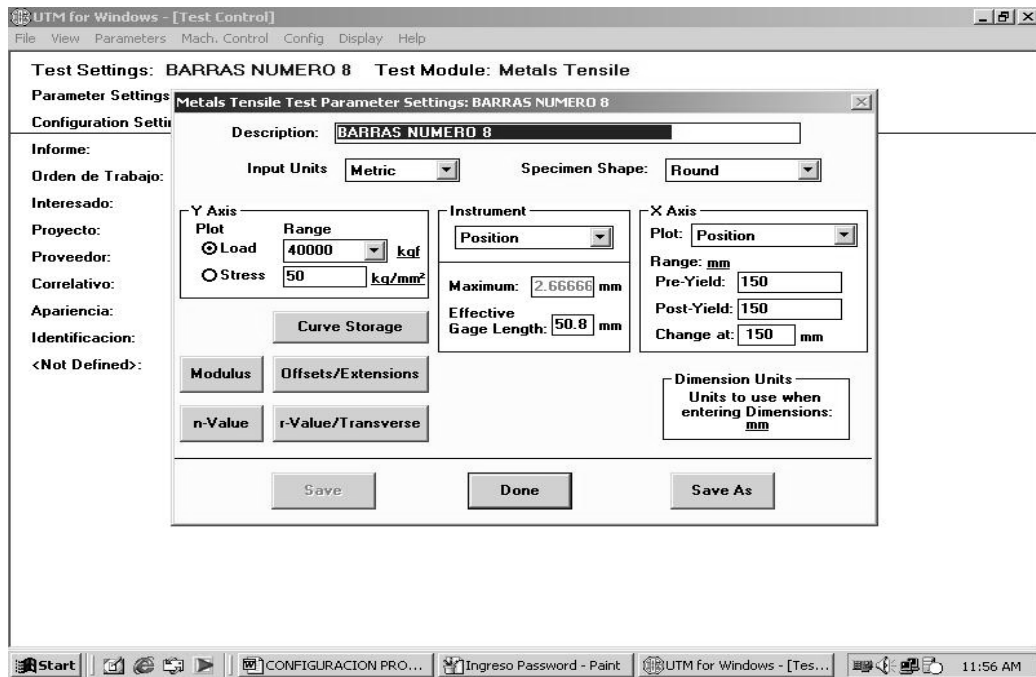 UTM for Windows - [Test Control]
File View Parameters Mach. Control Config Display Help
Test Settings: BARRAS NUMERO 8 Test Module: Metals Tensile
Parameter Settings
Configuration Settin
Informe:
Orden de Trabajo:
Interesado:
Proyecto:
Proveedor:
Correlativo:
Apariencia:
Identificacion:
<Not Defined>:
Metals Tensile Test Parameter Settings: BARRAS NUMERO 8
Description: BARRAS NUMERO 8
Input Units Metric Specimen Shape: Round
Y Axis
Plot Range
Load 40000 kgf
Stress 50 kg/mm²
Instrument
Position
Maximum: 2.66666 mm
Effective
Gage Length: 50.8 mm
X Axis
Plot: Position
Range: mm
Pre-Yield: 150
Post-Yield: 150
Change at: 150 mm
Curve Storage
Modulus Offsets/Extensions
n-Value r-Value/Transverse
Dimension Units
Units to use when
entering Dimensions:
mm
Save Done Save As
Start CONFIGURACION PRO... Ingreso Password - Paint UTM for Windows - [Tes... 11:56 AM